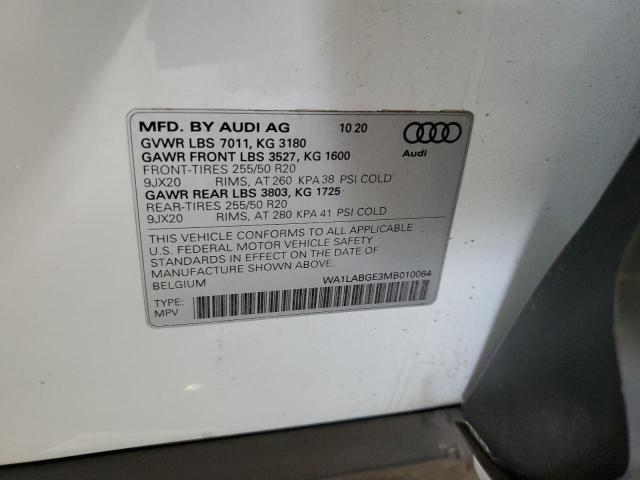 MFD. BY AUDI AG 10 20
GVWR LBS 7011, KG 3180
GAWR FRONT LBS 3527, KG 1600
FRONT-TIRES 255/50 R20
9JX20 RIMS, AT 260 KPA 38 PSI COLD
GAWR REAR LBS 3803, KG 1725
REAR-TIRES 255/50 R20
9JX20 RIMS, AT 280 KPA 41 PSI COLD
Audi
THIS VEHICLE CONFORMS TO ALL APPLICABLE
U.S. FEDERAL MOTOR VEHICLE SAFETY
STANDARDS IN EFFECT ON THE DATE OF
MANUFACTURE SHOWN ABOVE.
BELGIUM WA1LABGE3MB010064
TYPE:
MPV